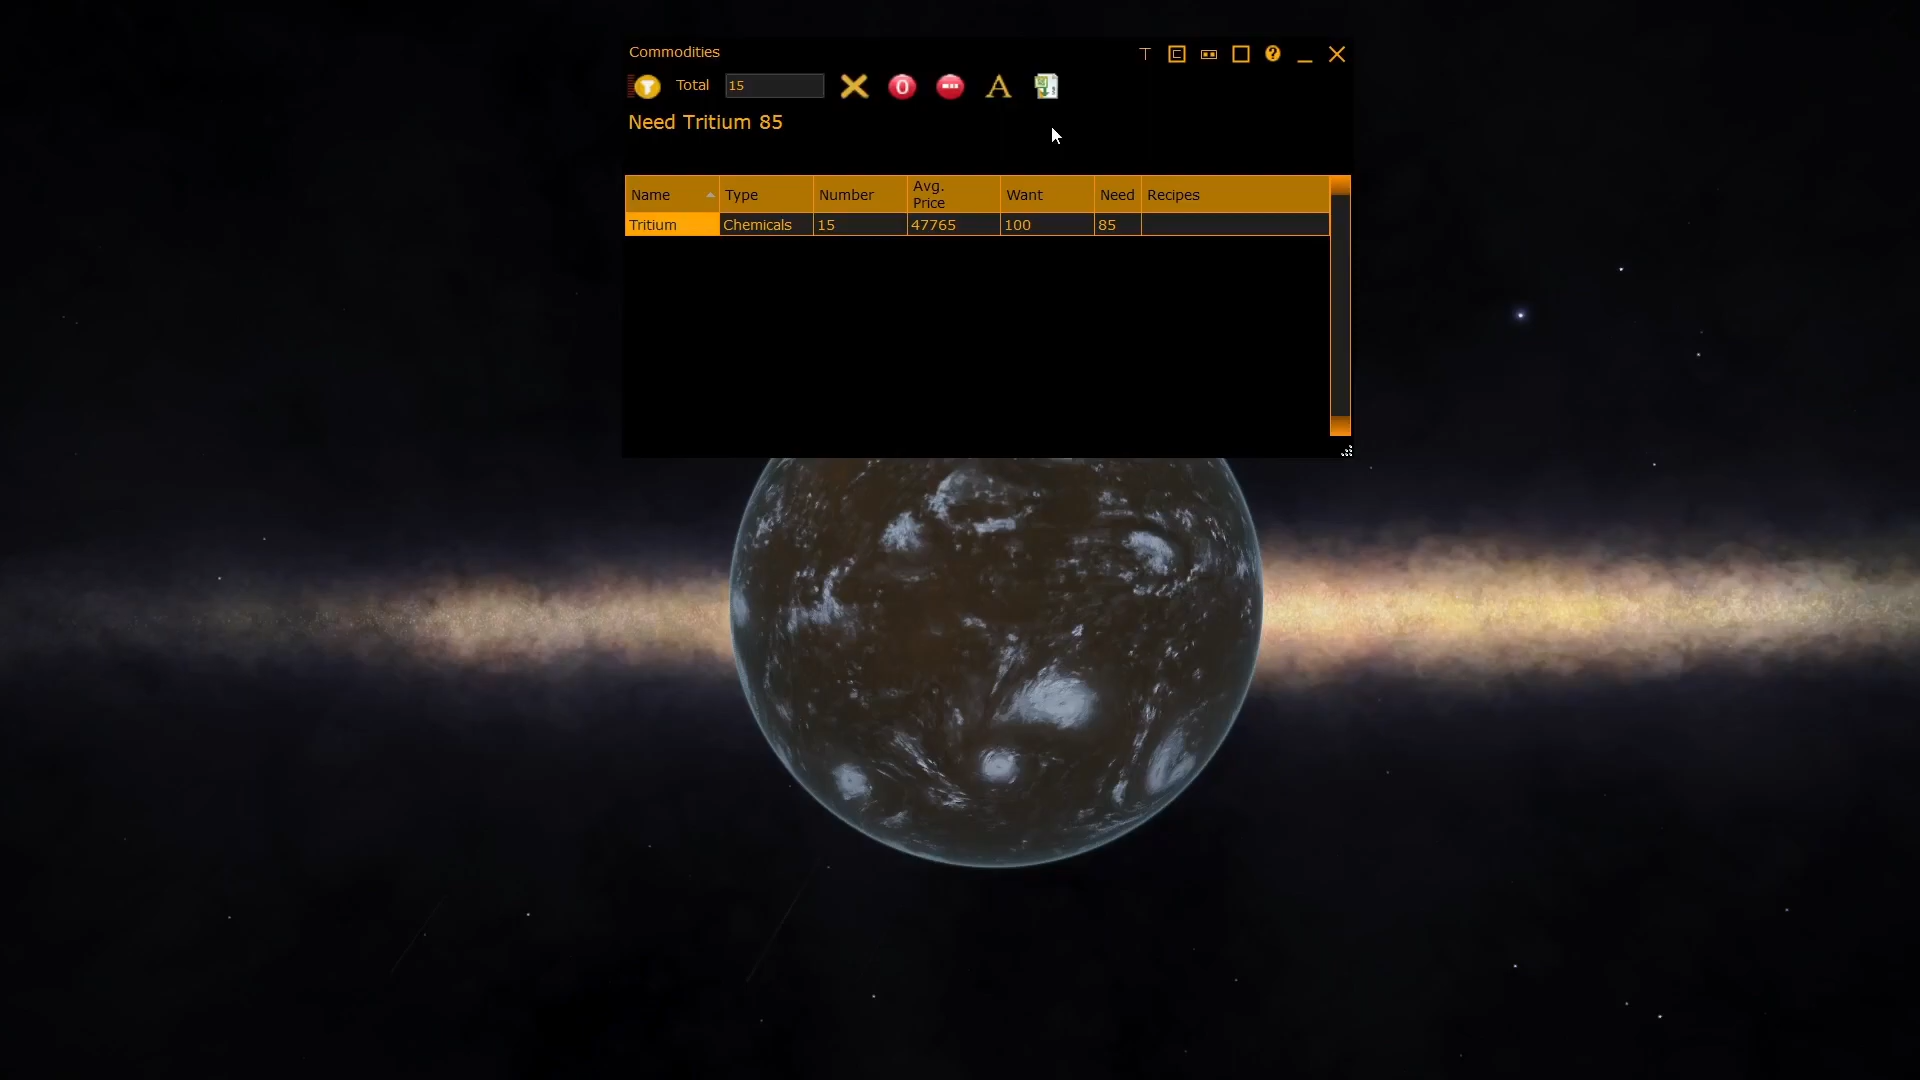 Commodities
Total 15
Need Tritium 85
Name Type Number Avg. Price Want Need Recipes
Tritium Chemicals 15 47765 100 85